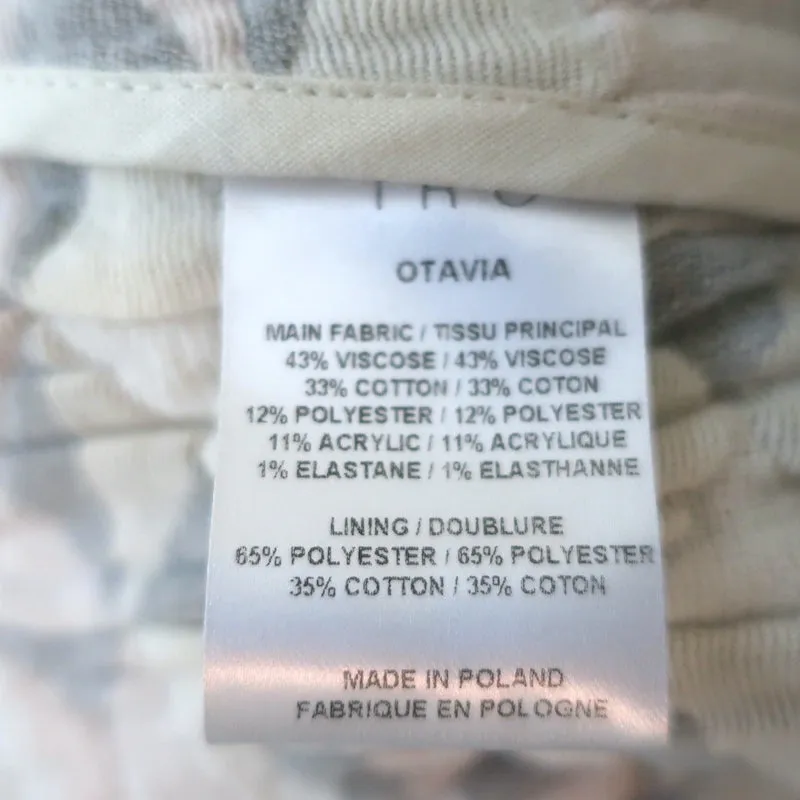 IRO
OTAVIA
MAIN FABRIC / TISSU PRINCIPAL
43% VISCOSE / 43% VISCOSE
33% COTTON / 33% COTON
12% POLYESTER / 12% POLYESTER
11% ACRYLIC / 11% ACRYLIQUE
1% ELASTANE / 1% ELASTHANNE
LINING / DOUBLURE
65% POLYESTER / 65% POLYESTER
35% COTTON / 35% COTON
MADE IN POLAND
FABRIQUE EN POLOGNE